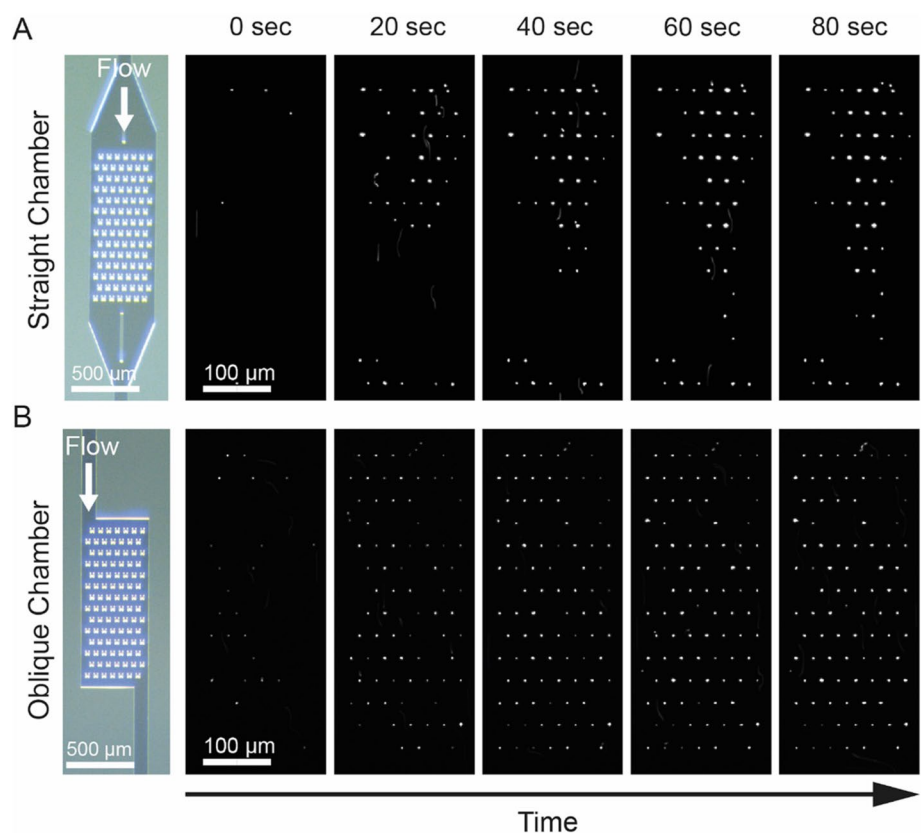 A
0 sec 20 sec 40 sec 60 sec 80 sec
Flow
Straight Chamber
500 µm
100 µm
B
Flow
Oblique Chamber
500 µm
100 µm
Time